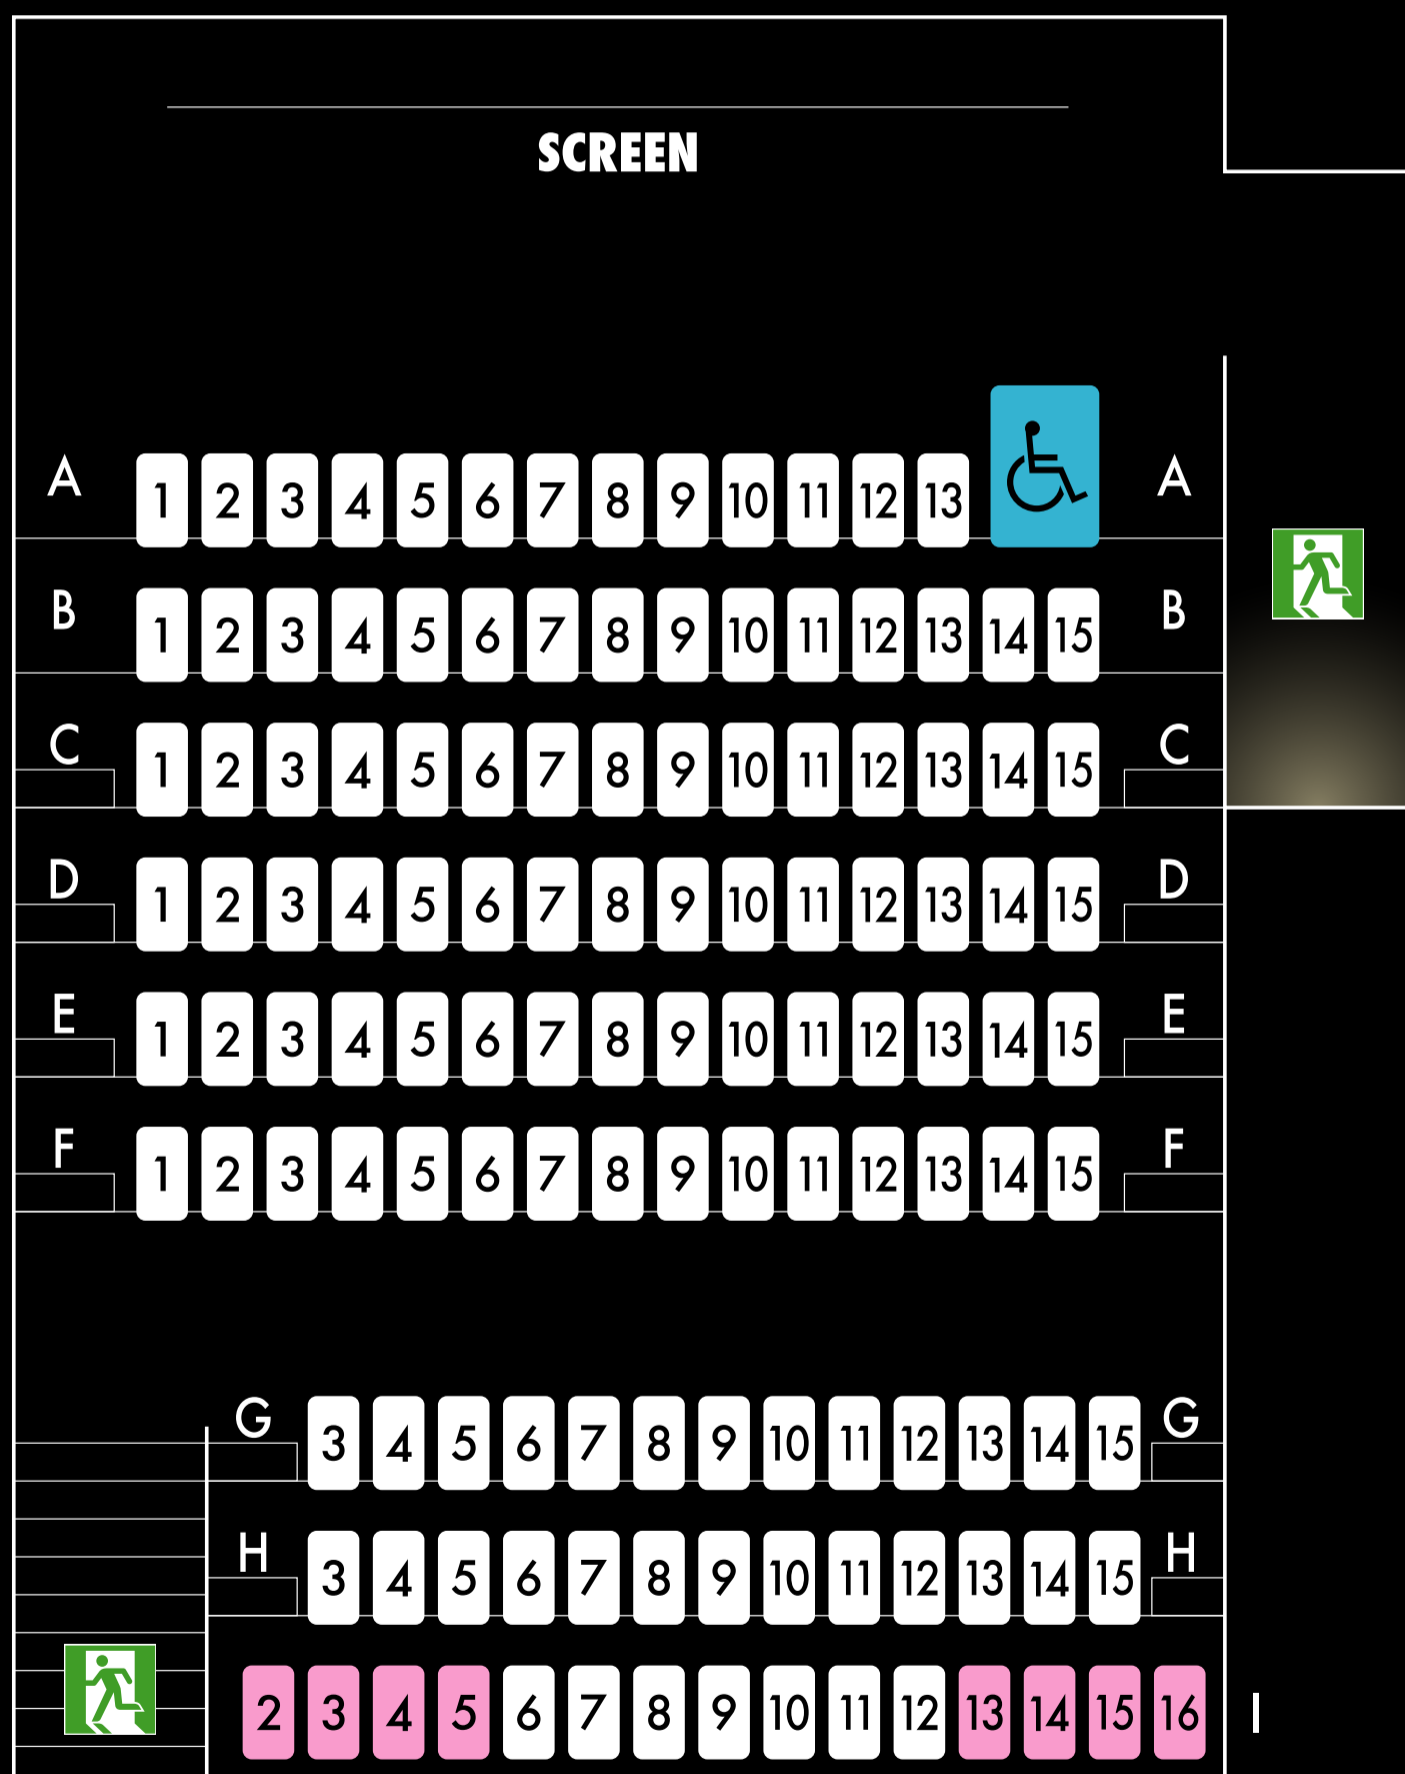 SCREEN
A 1 2 3 4 5 6 7 8 9 10 11 12 13 A
B 1 2 3 4 5 6 7 8 9 10 11 12 13 14 15 B
C 1 2 3 4 5 6 7 8 9 10 11 12 13 14 15 C
D 1 2 3 4 5 6 7 8 9 10 11 12 13 14 15 D
E 1 2 3 4 5 6 7 8 9 10 11 12 13 14 15 E
F 1 2 3 4 5 6 7 8 9 10 11 12 13 14 15 F
G 3 4 5 6 7 8 9 10 11 12 13 14 15 G
H 3 4 5 6 7 8 9 10 11 12 13 14 15 H
2 3 4 5 6 7 8 9 10 11 12 13 14 15 16 I